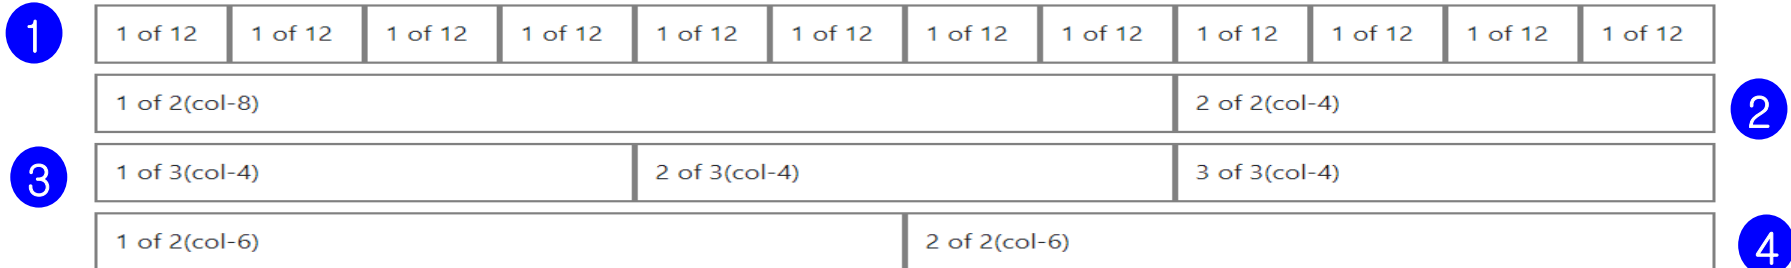 1 1 of 12 1 of 12 1 of 12 1 of 12 1 of 12 1 of 12 1 of 12 1 of 12 1 of 12 1 of 12 1 of 12 1 of 12
1 of 2(col-8) 2 of 2(col-4) 2
3 1 of 3(col-4) 2 of 3(col-4) 3 of 3(col-4)
1 of 2(col-6) 2 of 2(col-6) 4